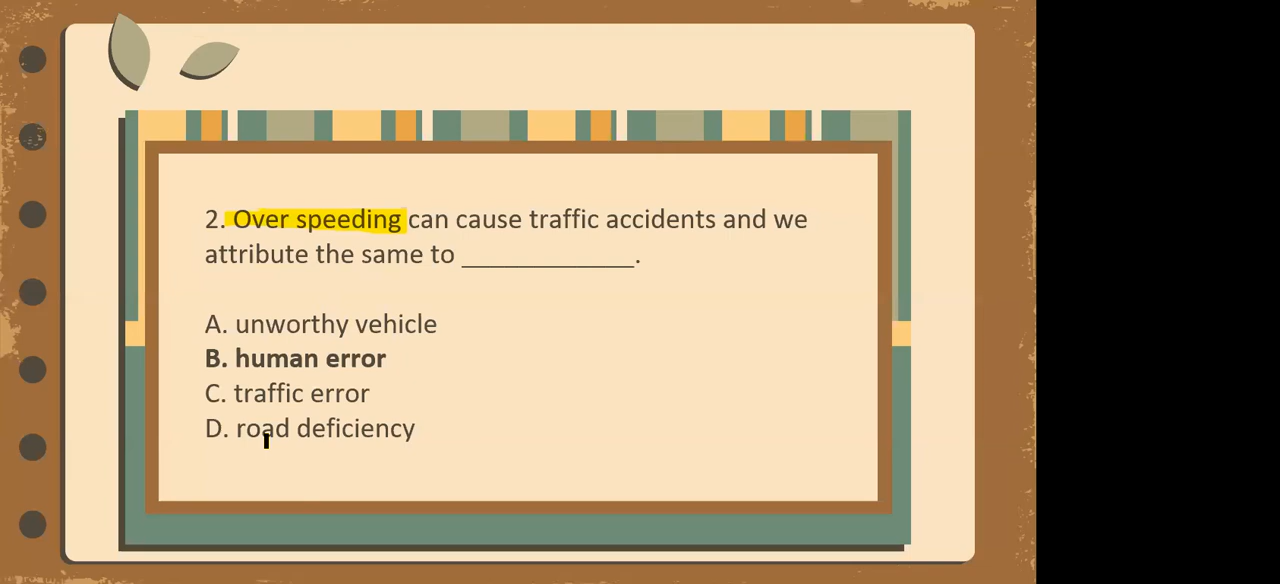 2. Over speeding can cause traffic accidents and we
attribute the same to ____________.
A. unworthy vehicle
B. human error
C. traffic error
D. road deficiency